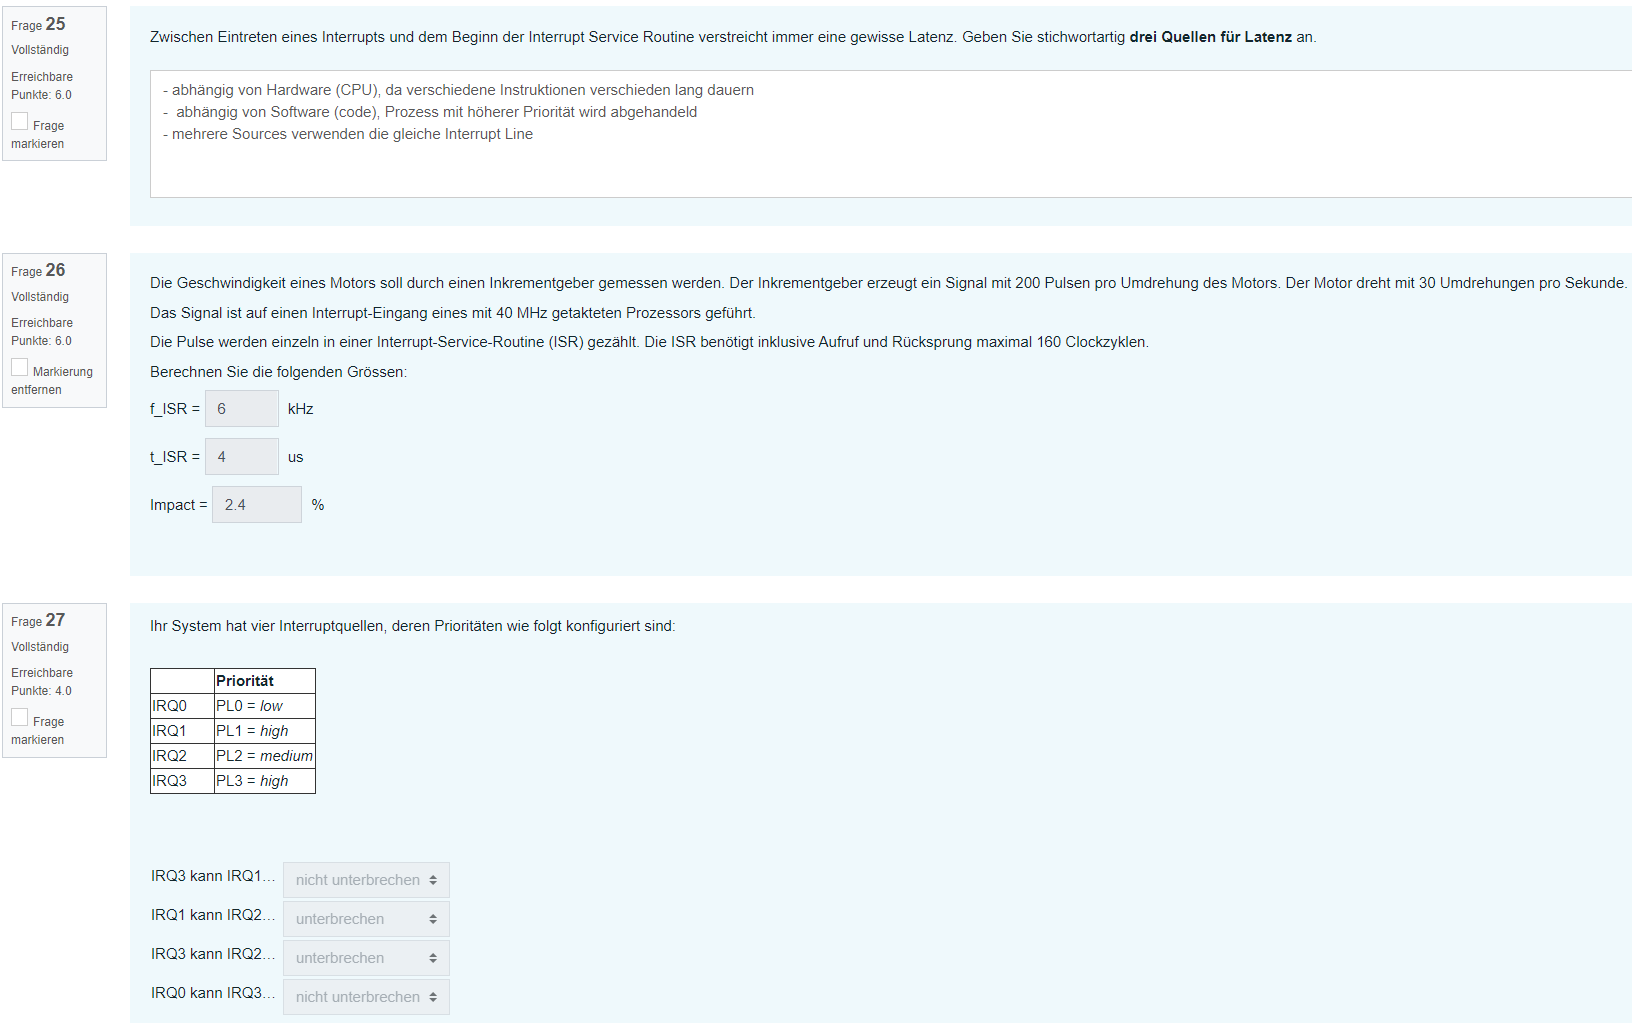 Frage 25
Vollständig
Erreichbare
Punkte: 6.0
Frage
markieren
Zwischen Eintreten eines Interrupts und dem Beginn der Interrupt Service Routine verstreicht immer eine gewisse Latenz. Geben Sie stichwortartig drei Quellen für Latenz an.
- abhängig von Hardware (CPU), da verschiedene Instruktionen verschieden lang dauern
- abhängig von Software (code), Prozess mit höherer Priorität wird abgehandeld
- mehrere Sources verwenden die gleiche Interrupt Line
Frage 26
Vollständig
Erreichbare
Punkte: 6.0
Markierung
entfernen
Die Geschwindigkeit eines Motors soll durch einen Inkrementgeber gemessen werden. Der Inkrementgeber erzeugt ein Signal mit 200 Pulsen pro Umdrehung des Motors. Der Motor dreht mit 30 Umdrehungen pro Sekunde.
Das Signal ist auf einen Interrupt-Eingang eines mit 40 MHz getakteten Prozessors geführt.
Die Pulse werden einzeln in einer Interrupt-Service-Routine (ISR) gezählt. Die ISR benötigt inklusive Aufruf und Rücksprung maximal 160 Clockzyklen.
Berechnen Sie die folgenden Grössen:
f_ISR = 6 kHz
t_ISR = 4 us
Impact = 2.4 %
Frage 27
Vollständig
Erreichbare
Punkte: 4.0
Frage
markieren
Ihr System hat vier Interruptquellen, deren Prioritäten wie folgt konfiguriert sind:
Priorität
IRQ0 PL0 = low
IRQ1 PL1 = high
IRQ2 PL2 = medium
IRQ3 PL3 = high
IRQ3 kann IRQ1... nicht unterbrechen
IRQ1 kann IRQ2... unterbrechen
IRQ3 kann IRQ2... unterbrechen
IRQ0 kann IRQ3... nicht unterbrechen